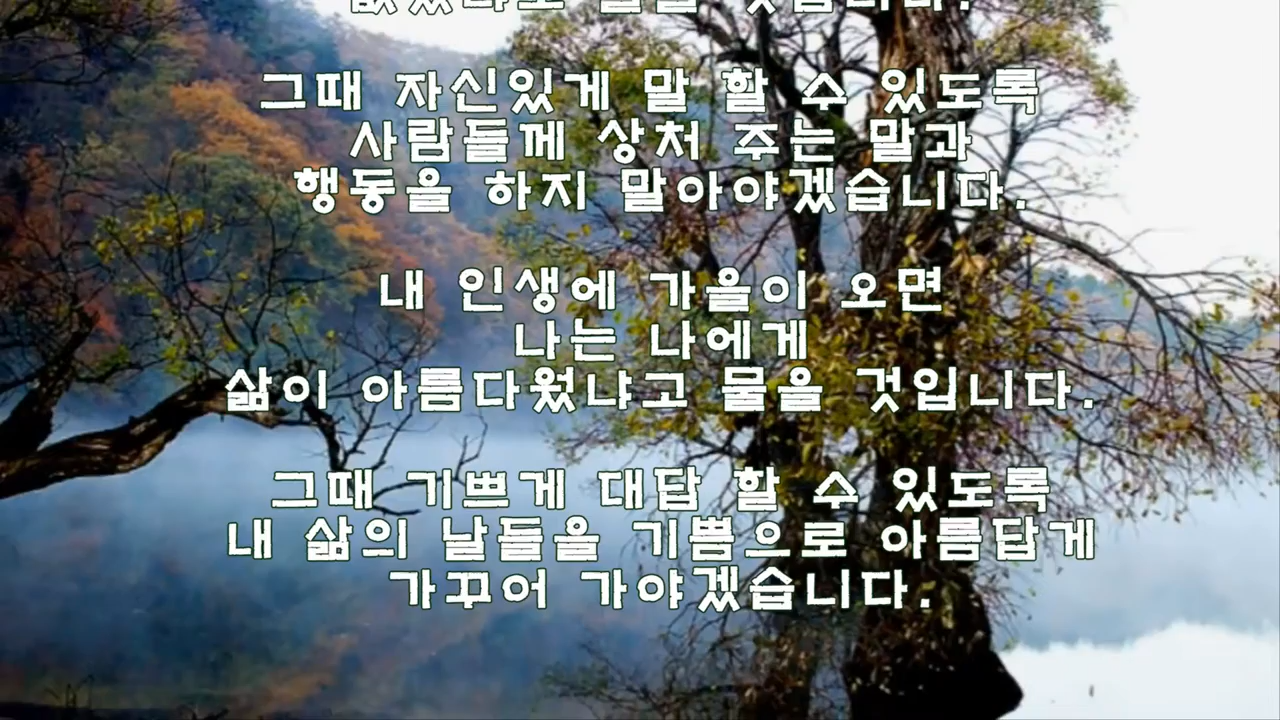 그때 자신있게 말 할 수 있도록
사람들께 상처 주는 말과
행동을 하지 말아야겠습니다.
내 인생에 가을이 오면
나는 나에게
삶이 아름다웠냐고 물을 것입니다.
그때 기쁘게 대답 할 수 있도록
내 삶의 날들을 기쁨으로 아름답게
가꾸어 가야겠습니다.